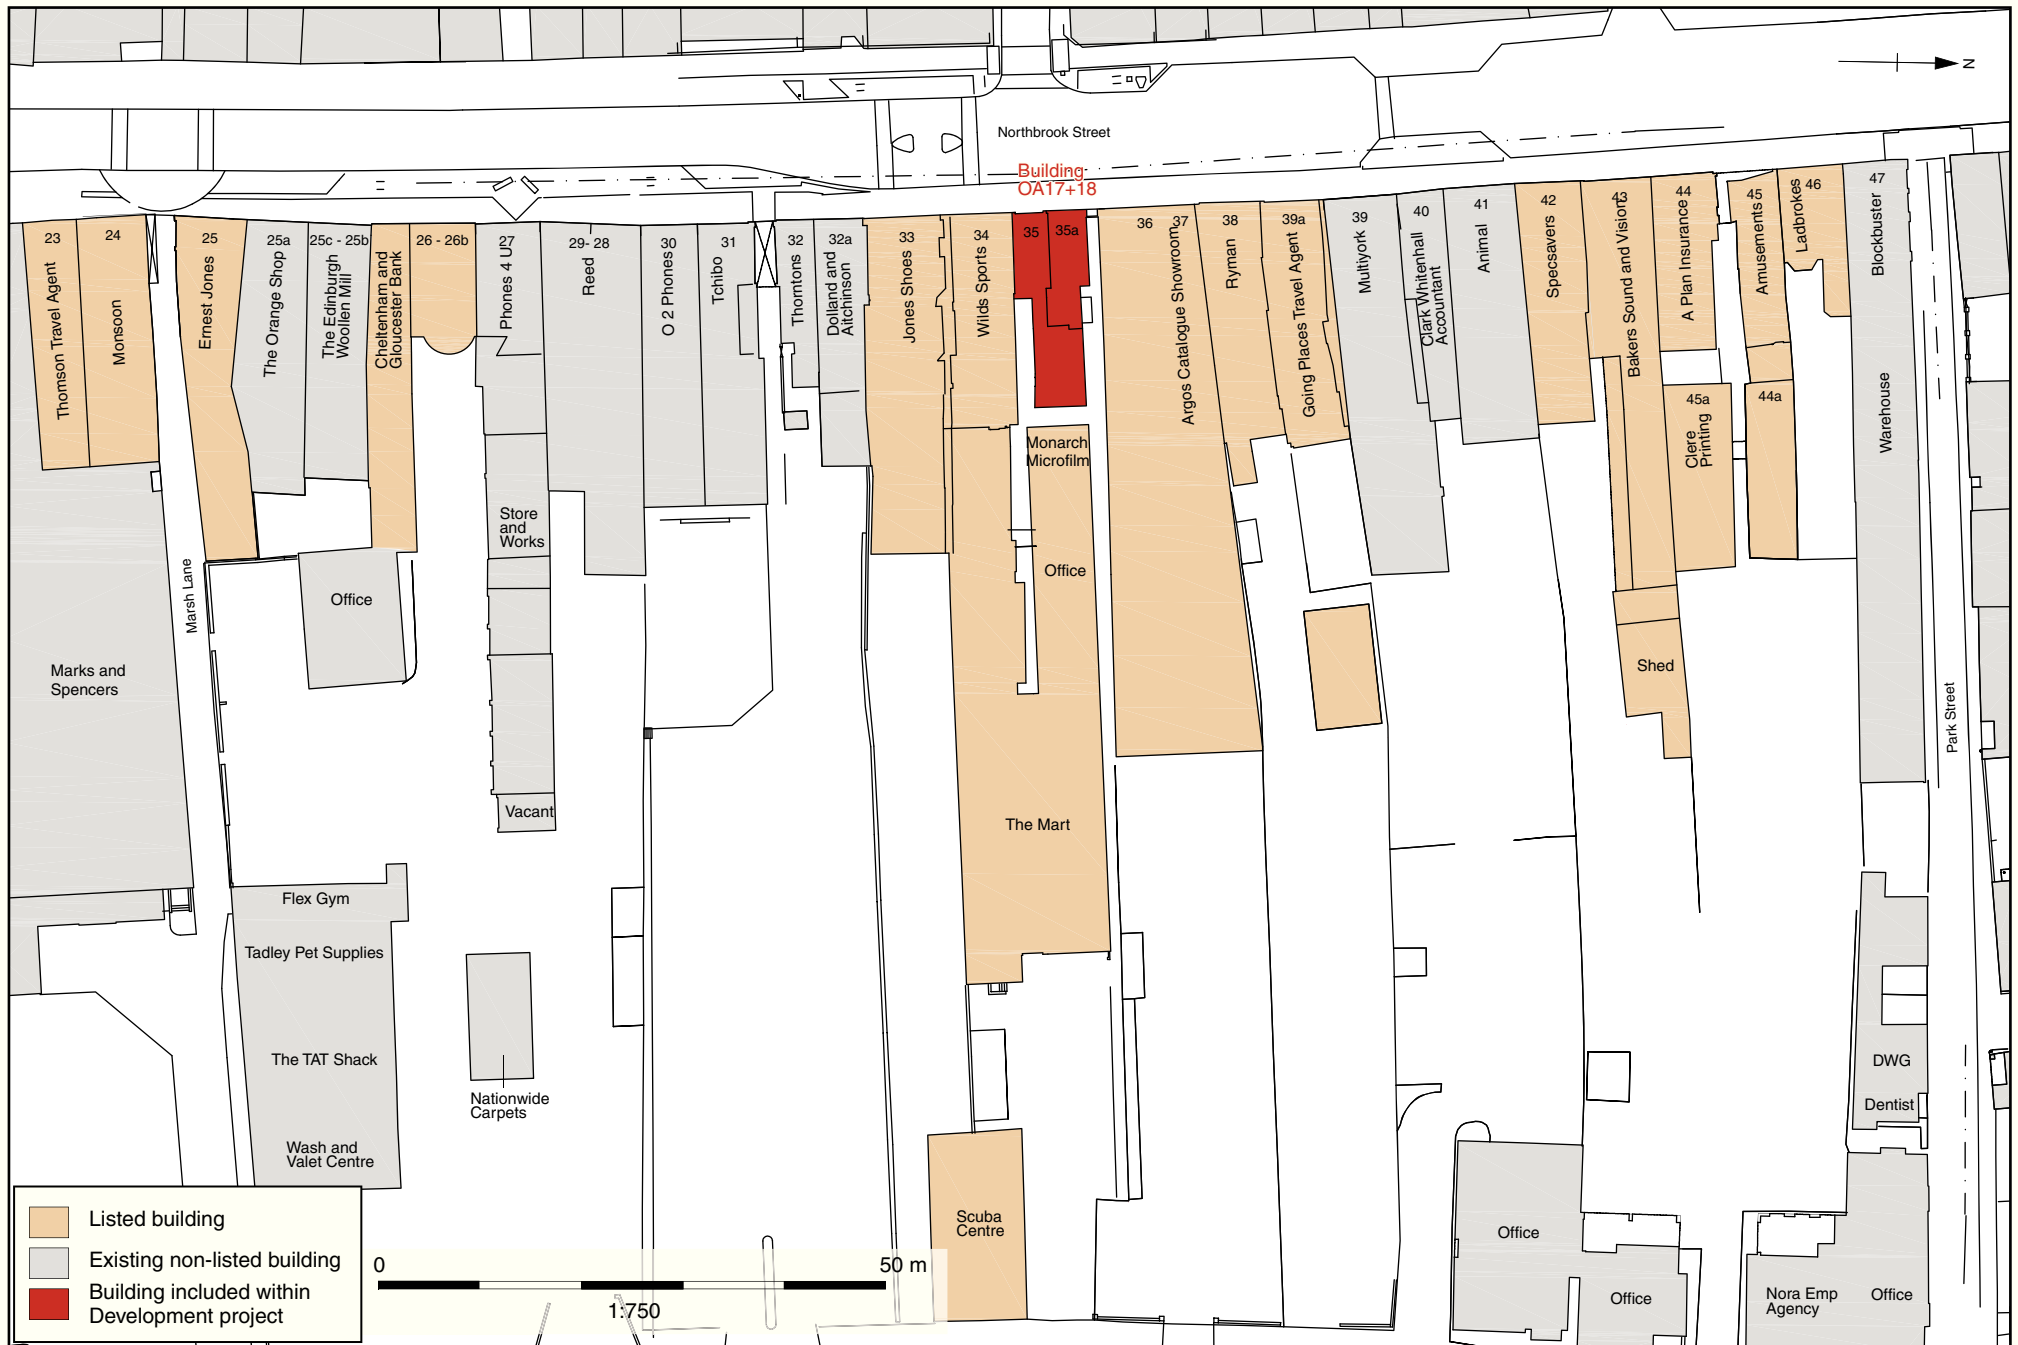 N
Northbrook Street
Building
OA17+18
23
Thomson Travel Agent
24
Monsoon
25
Ernest Jones
25a
The Orange Shop
25c - 25b
The Edinburgh
Woollen Mill
Cheltenham and
Gloucester Bank
26 - 26b
27
Phones 4 U
29- 28
Reed
30
O 2 Phones
31
Tchibo
32
Thorntons
32a
Dolland and
Aitchinson
33
Jones Shoes
34
Wilds Sports
35
35a
36
37
Argos Catalogue Showroom
38
Ryman
39a
Going Places Travel Agent
39
Multiyork
40
Clark Whitenhall
Accountant
41
Animal
42
Specsavers
43
Bakers Sound and Vision
44
A Plan Insurance
45
Amusements
46
Ladbrokes
47
Blockbuster
Warehouse
45a
Clere
Printing
44a
Monarch
Microfilm
Office
Store
and
Works
Marsh Lane
Office
Marks and
Spencers
Shed
Park Street
Vacant
The Mart
Flex Gym
Tadley Pet Supplies
The TAT Shack
Wash and
Valet Centre
Nationwide
Carpets
DWG
Dentist
Scuba
Centre
Office
Office
Nora Emp
Agency
Office
Listed building
Existing non-listed building
Building included within
Development project
0
50 m
1:750